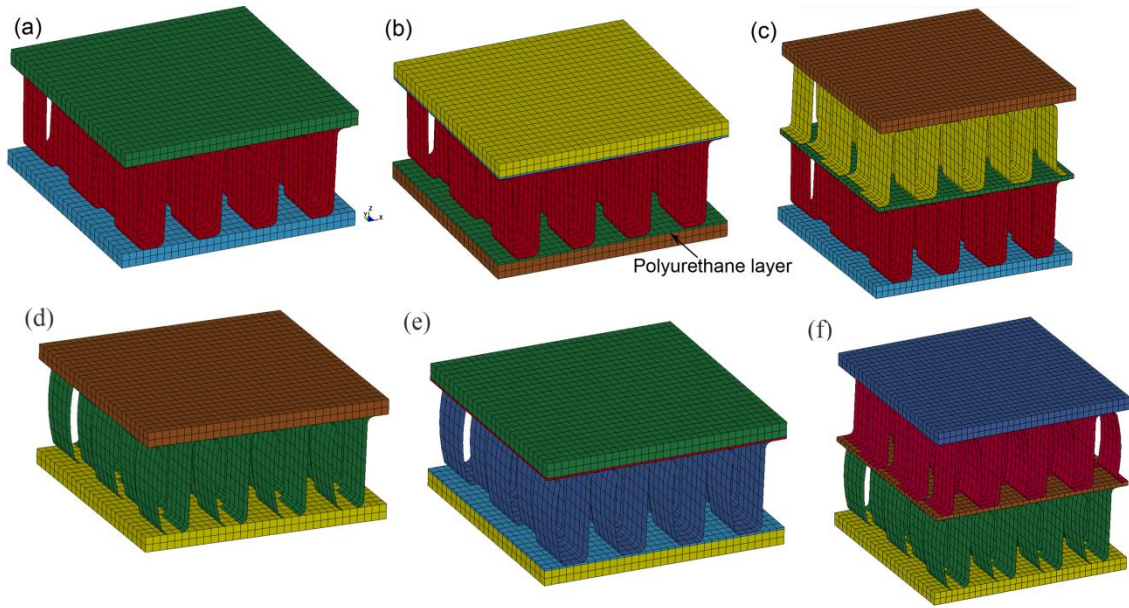 (a)
(b)
(c)
z
y
x
Polyurethane layer
(d)
(e)
(f)